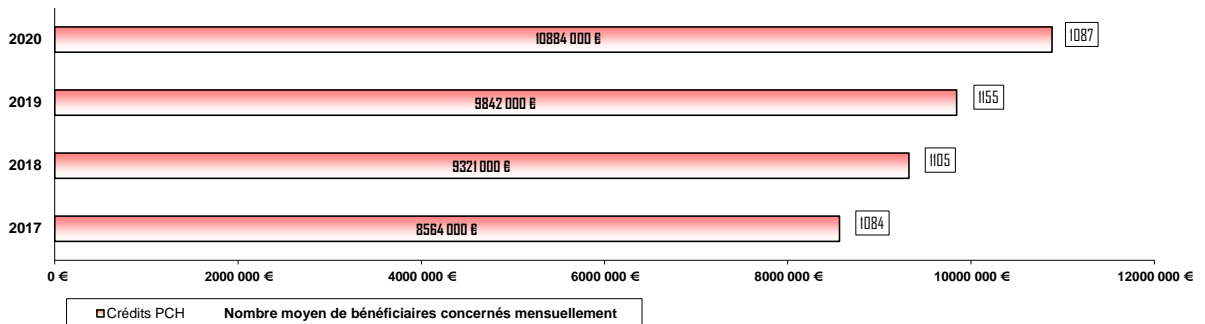 2020 10884 000 € 1087
2019 9842 000 € 1155
2018 9321 000 € 1105
2017 8564 000 € 1084
0 € 2000 000 € 4000 000 € 6000 000 € 8000 000 € 10000 000 € 12000 000 €
Crédits PCH Nombre moyen de bénéficiaires concernés mensuellement